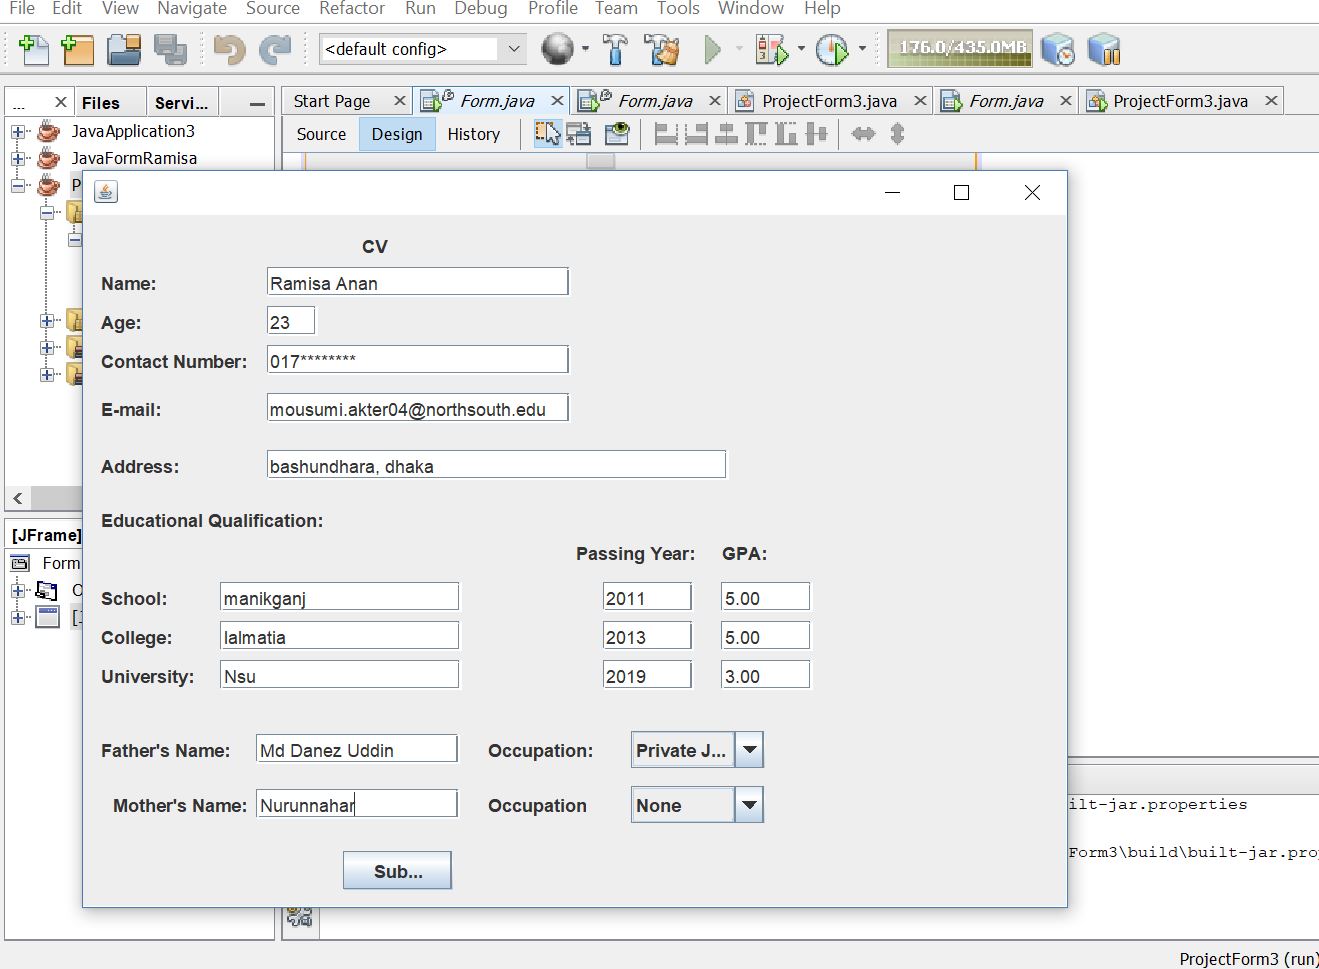 File Edit View Navigate Source Refactor Run Debug Profile Team Tools Window Help
<default config> 176.0/435.0MB
... Files Servi... Start Page Form.java Form.java ProjectForm3.java Form.java ProjectForm3.java
JavaApplication3 Source Design History
JavaFormRamisa
P
CV
Name: Ramisa Anan
Age: 23
Contact Number: 017********
E-mail: mousumi.akter04@northsouth.edu
Address: bashundhara, dhaka
Educational Qualification:
[JFrame]
Form
Passing Year: GPA:
School: manikganj 2011 5.00
College: lalmatia 2013 5.00
University: Nsu 2019 3.00
Father's Name: Md Danez Uddin Occupation: Private J...
Mother's Name: Nurunnahar Occupation None
ilt-jar.properties
Form3\build\built-jar.prop
Sub...
ProjectForm3 (run)